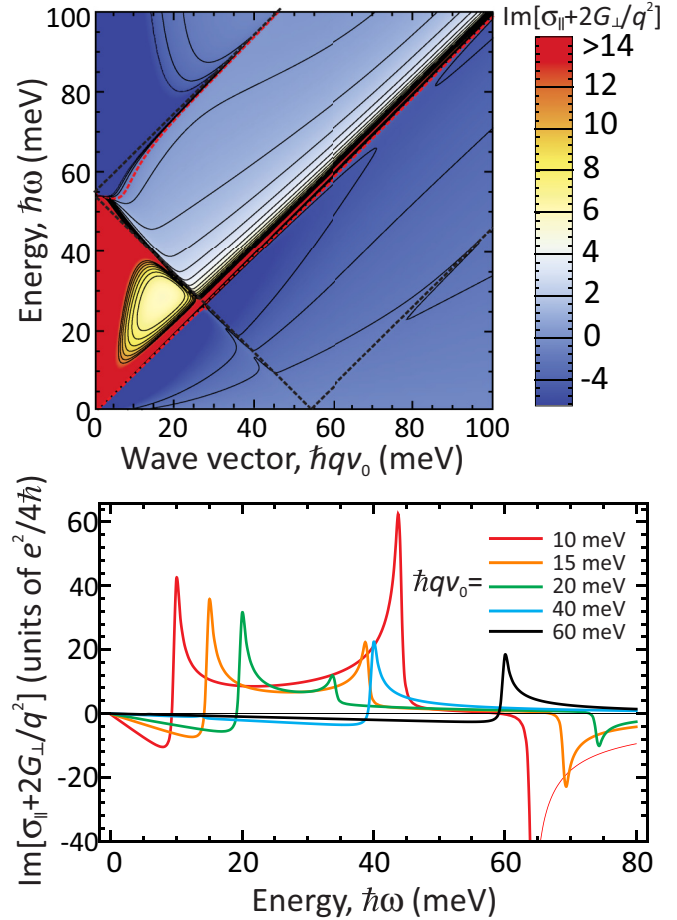 Im[σ∥+2G⊥/q²]
100
80
60
40
20
0
Energy, ħω (meV)
0
20
40
60
80
100
Wave vector, ħqv₀ (meV)
>14
12
10
8
6
4
2
0
-4
60
40
20
0
-20
-40
Im[σ∥+2G⊥/q²] (units of e²/4ħ)
ħqv₀=
10 meV
15 meV
20 meV
40 meV
60 meV
0
20
40
60
80
Energy, ħω (meV)